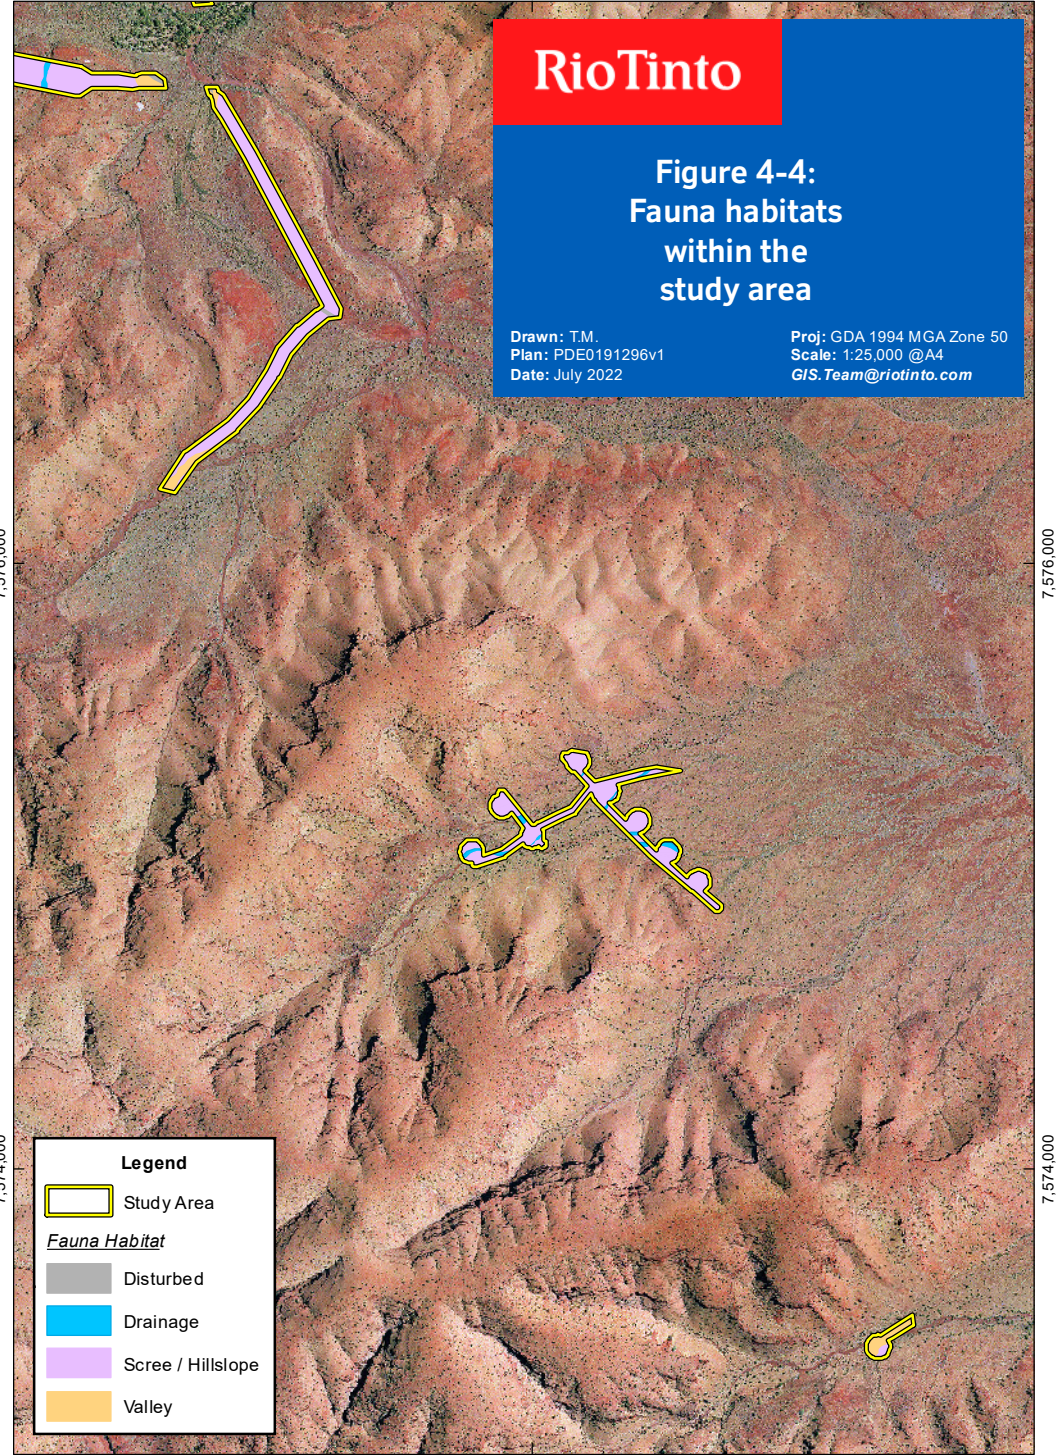 RioTinto
Figure 4-4:
Fauna habitats
within the
study area
Drawn: T.M.
Plan: PDE0191296v1
Date: July 2022
Proj: GDA 1994 MGA Zone 50
Scale: 1:25,000 @A4
GIS.Team@riotinto.com
7,576,000
7,574,000
Legend
Study Area
Fauna Habitat
Disturbed
Drainage
Scree / Hillslope
Valley